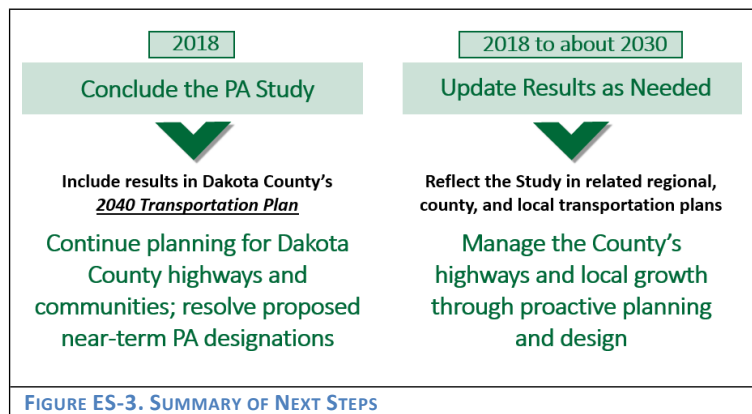 2018
Conclude the PA Study
Include results in Dakota County’s
2040 Transportation Plan
Continue planning for Dakota
County highways and
communities; resolve proposed
near-term PA designations
2018 to about 2030
Update Results as Needed
Reflect the Study in related regional,
county, and local transportation plans
Manage the County’s
highways and local growth
through proactive planning
and design
FIGURE ES-3. SUMMARY OF NEXT STEPS